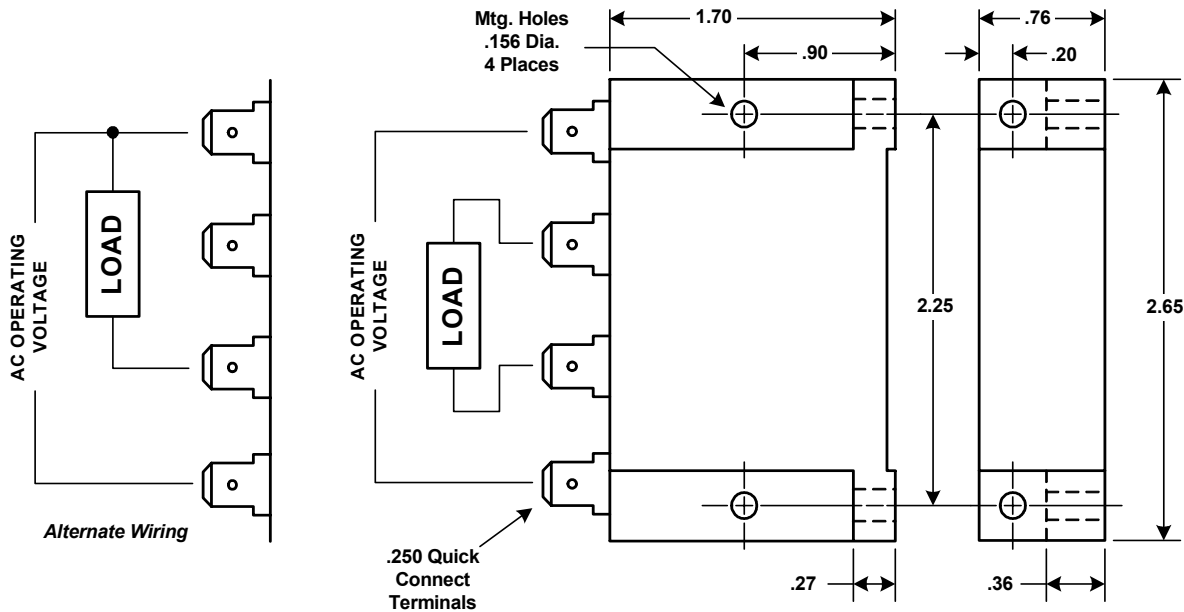 Mtg. Holes
.156 Dia.
4 Places
1.70
.90
.76
.20
AC OPERATING
VOLTAGE
LOAD
AC OPERATING
VOLTAGE
LOAD
2.25
2.65
Alternate Wiring
.250 Quick
Connect
Terminals
.27
.36